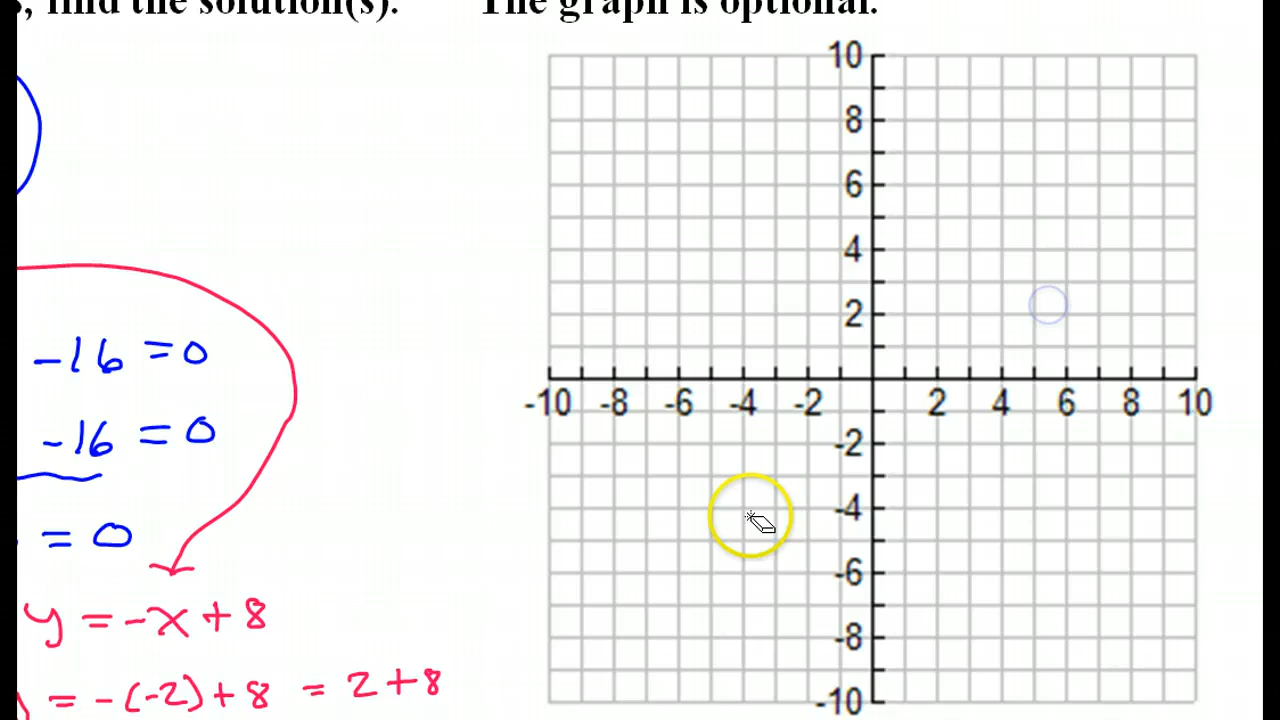 , find the solution(s). The graph is optional.
10
8
6
4
2
-10 -8 -6 -4 -2 2 4 6 8 10
-2
-4
-6
-8
-10
-16 = 0
-16 = 0
= 0
y = -x + 8
= -(-2) + 8 = 2 + 8